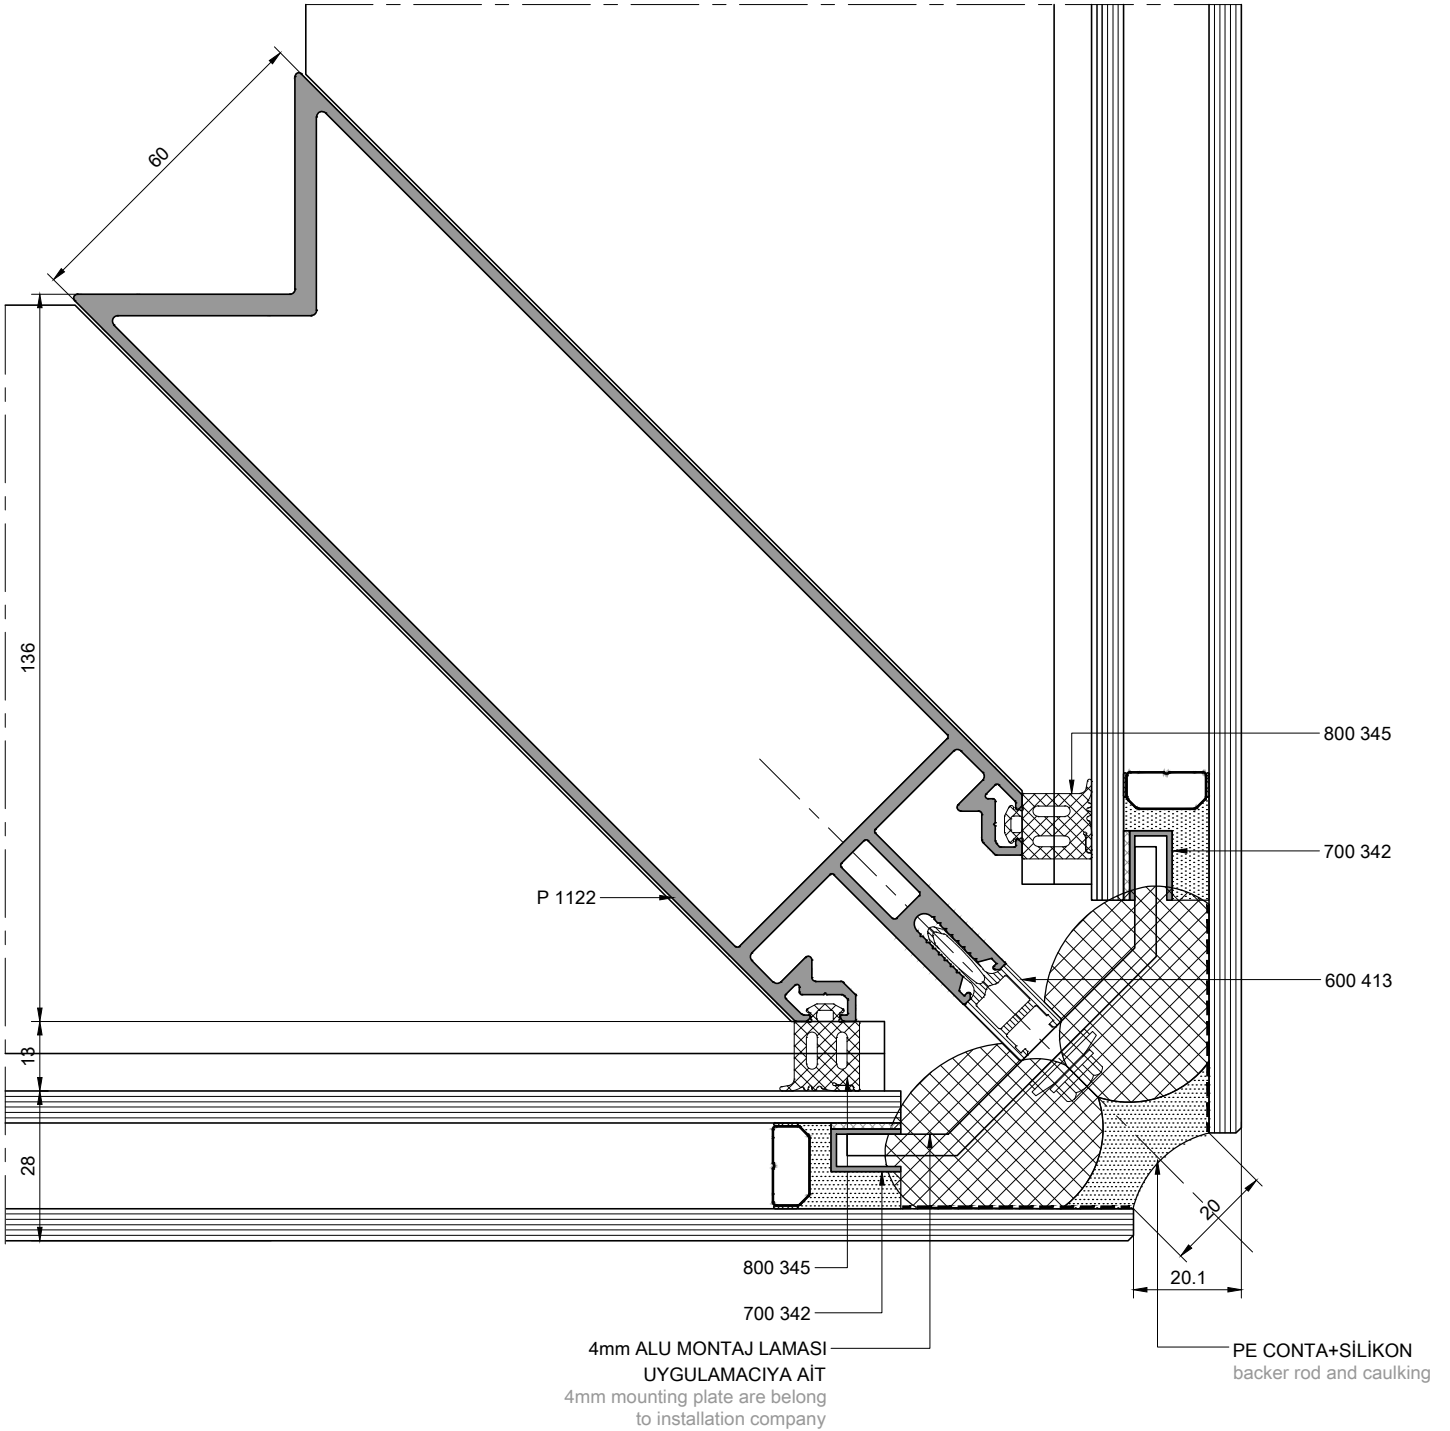 60
136
800 345
700 342
P 1122
600 413
13
28
20
800 345
20.1
700 342
4mm ALU MONTAJ LAMASI
UYGULAMACIYA AİT
4mm mounting plate are belong
to installation company
PE CONTA+SİLİKON
backer rod and caulking